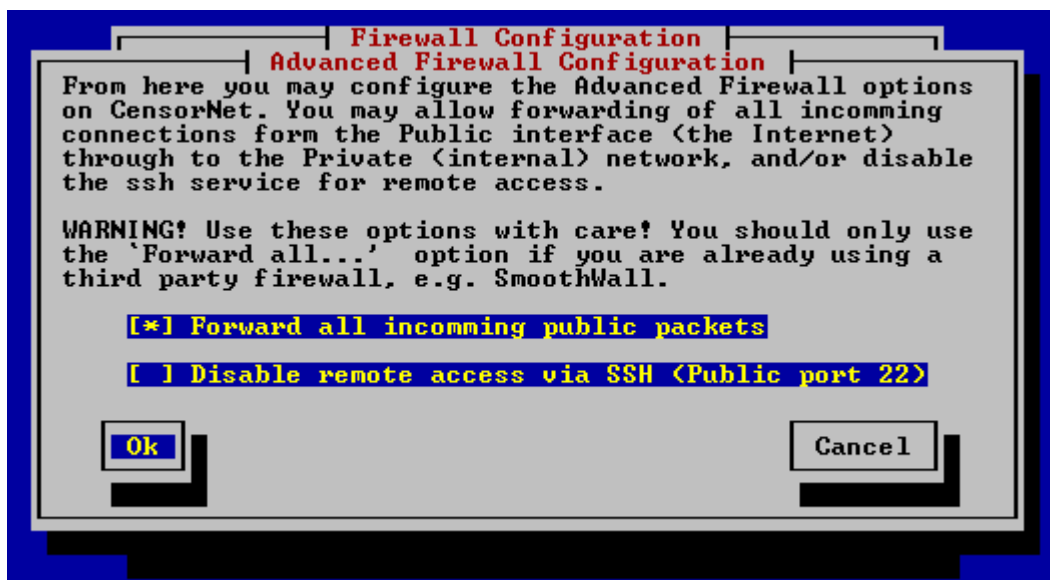 Firewall Configuration
Advanced Firewall Configuration
From here you may configure the Advanced Firewall options
on CensorNet. You may allow forwarding of all incomming
connections form the Public interface (the Internet)
through to the Private (internal) network, and/or disable
the ssh service for remote access.
WARNING! Use these options with care! You should only use
the `Forward all...' option if you are already using a
third party firewall, e.g. SmoothWall.
[*] Forward all incomming public packets
[ ] Disable remote access via SSH (Public port 22)
Ok Cancel